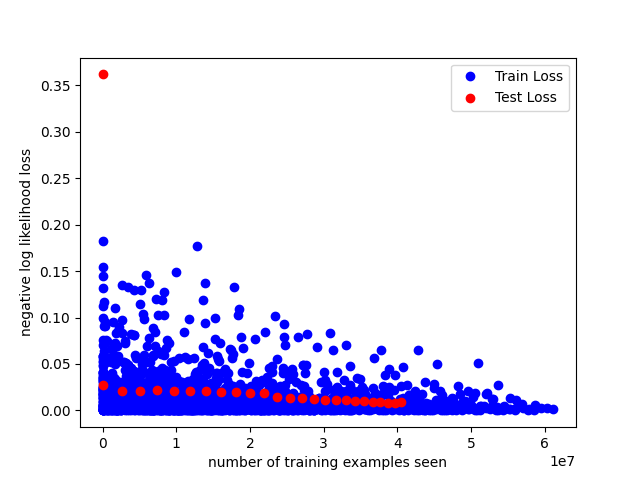 Train Loss
Test Loss
0.35
0.30
0.25
0.20
0.15
0.10
0.05
0.00
negative log likelihood loss
0 1 2 3 4 5 6
1e7
number of training examples seen